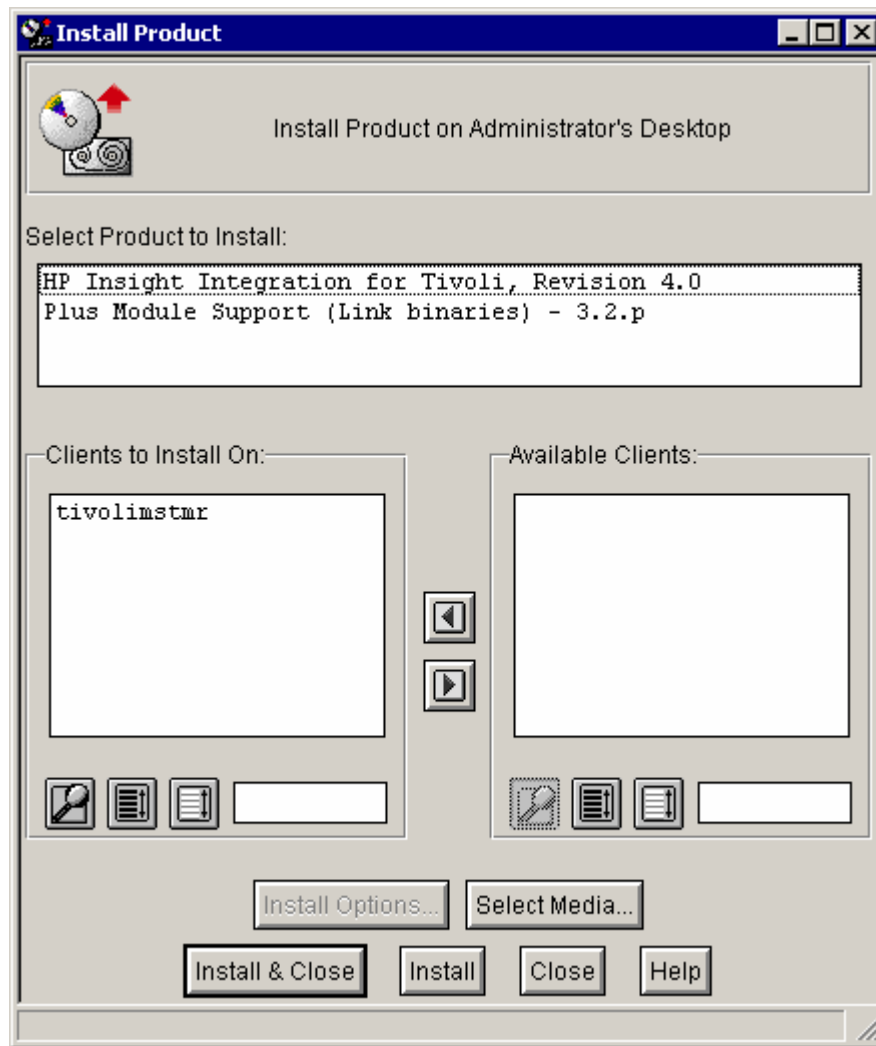 Install Product
Install Product on Administrator's Desktop
Select Product to Install:
HP Insight Integration for Tivoli, Revision 4.0
Plus Module Support (Link binaries) - 3.2.p
Clients to Install On:
Available Clients:
tivolimstmr
Install Options...
Select Media...
Install & Close
Install
Close
Help